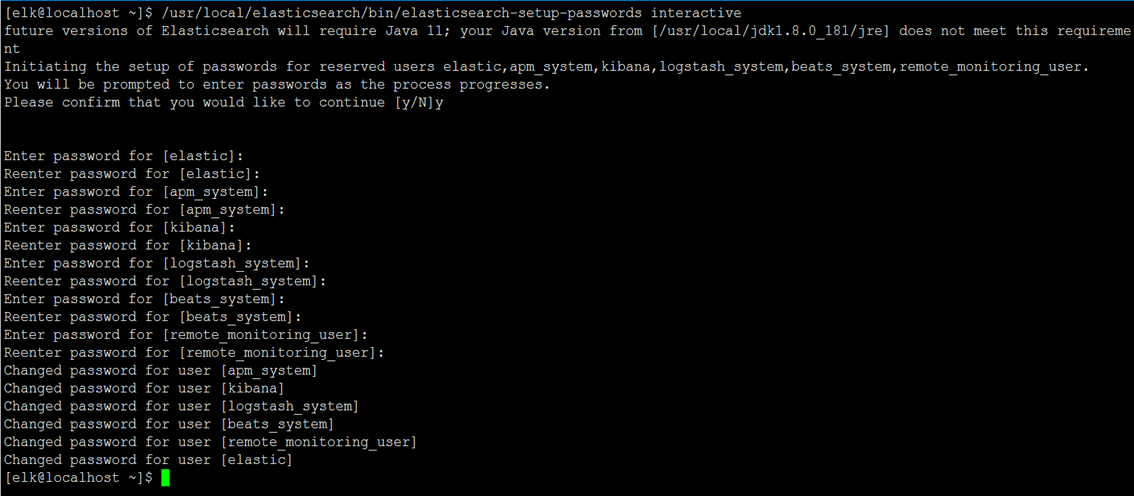 [elk@localhost ~]$ /usr/local/elasticsearch/bin/elasticsearch-setup-passwords interactive
future versions of Elasticsearch will require Java 11; your Java version from [/usr/local/jdk1.8.0_181/jre] does not meet this requireme
nt
Initiating the setup of passwords for reserved users elastic,apm_system,kibana,logstash_system,beats_system,remote_monitoring_user.
You will be prompted to enter passwords as the process progresses.
Please confirm that you would like to continue [y/N]y
Enter password for [elastic]:
Reenter password for [elastic]:
Enter password for [apm_system]:
Reenter password for [apm_system]:
Enter password for [kibana]:
Reenter password for [kibana]:
Enter password for [logstash_system]:
Reenter password for [logstash_system]:
Enter password for [beats_system]:
Reenter password for [beats_system]:
Enter password for [remote_monitoring_user]:
Reenter password for [remote_monitoring_user]:
Changed password for user [apm_system]
Changed password for user [kibana]
Changed password for user [logstash_system]
Changed password for user [beats_system]
Changed password for user [remote_monitoring_user]
Changed password for user [elastic]
[elk@localhost ~]$